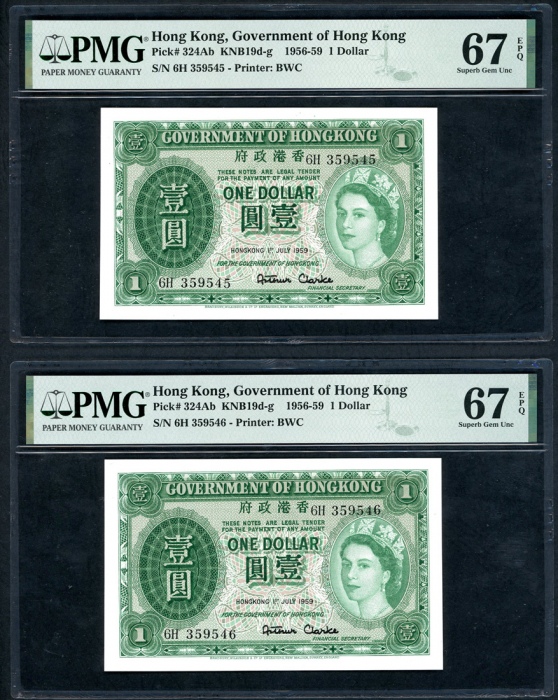 PMG
PAPER MONEY GUARANTY
Hong Kong, Government of Hong Kong
Pick# 324Ab KNB19d-g 1956-59 1 Dollar
S/N 6H 359545 - Printer: BWC
67 EPQ
Superb Gem Unc
壹 GOVERNMENT OF HONGKONG 1
府政港香 6H 359545
THESE NOTES ARE LEGAL TENDER
FOR THE PAYMENT OF ANY AMOUNT
ONE DOLLAR
壹圓
圓壹
HONGKONG 1ST JULY 1959
FOR THE GOVERNMENT OF HONGKONG
6H 359545
Arthur Clarke
FINANCIAL SECRETARY
1 壹
PMG
PAPER MONEY GUARANTY
Hong Kong, Government of Hong Kong
Pick# 324Ab KNB19d-g 1956-59 1 Dollar
S/N 6H 359546 - Printer: BWC
67 EPQ
Superb Gem Unc
壹 GOVERNMENT OF HONGKONG 1
府政港香 6H 359546
THESE NOTES ARE LEGAL TENDER
FOR THE PAYMENT OF ANY AMOUNT
ONE DOLLAR
壹圓
圓壹
HONGKONG 1ST JULY 1959
FOR THE GOVERNMENT OF HONGKONG
6H 359546
Arthur Clarke
FINANCIAL SECRETARY
1 壹